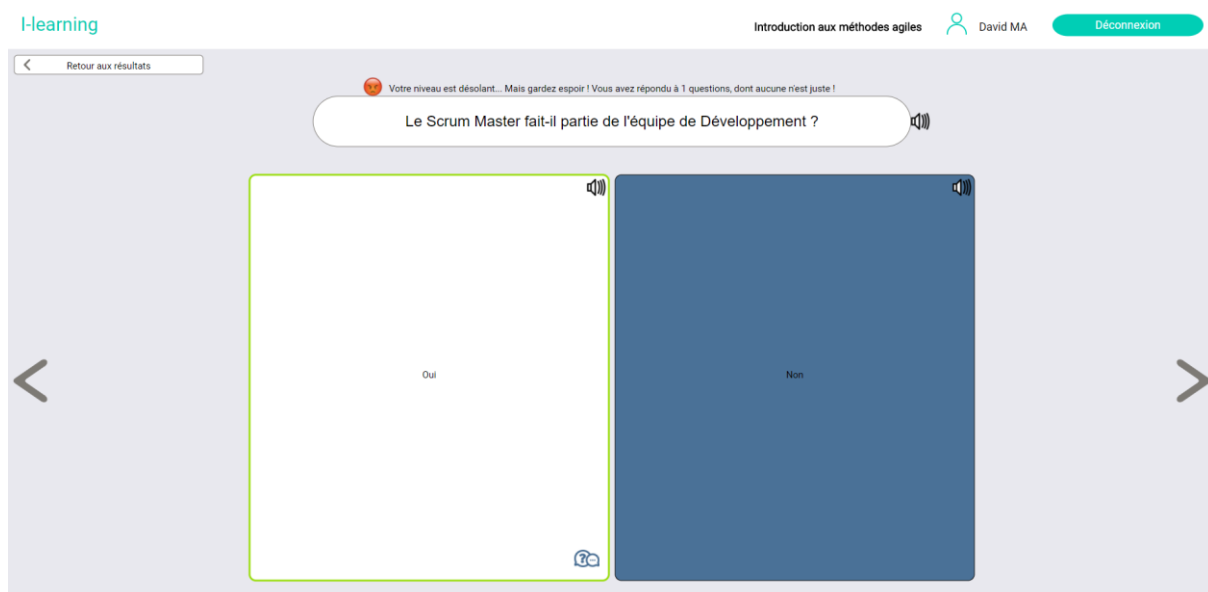 I-learning
Introduction aux méthodes agiles
David MA
Déconnexion
Retour aux résultats
Votre niveau est désolant... Mais gardez espoir ! Vous avez répondu à 1 questions, dont aucune n'est juste !
Le Scrum Master fait-il partie de l'équipe de Développement ?
Oui
Non